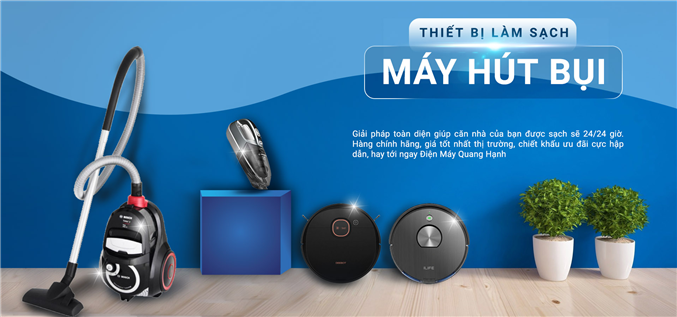 THIẾT BỊ LÀM SẠCH
MÁY HÚT BỤI
Giải pháp toàn diện giúp căn nhà của bạn được sạch sẽ 24/24 giờ.
Hàng chính hãng, giá tốt nhất thị trường, chiết khấu ưu đãi cực hấp
dẫn, hay tới ngay Điện Máy Quang Hạnh
BOSCH
ILIFE